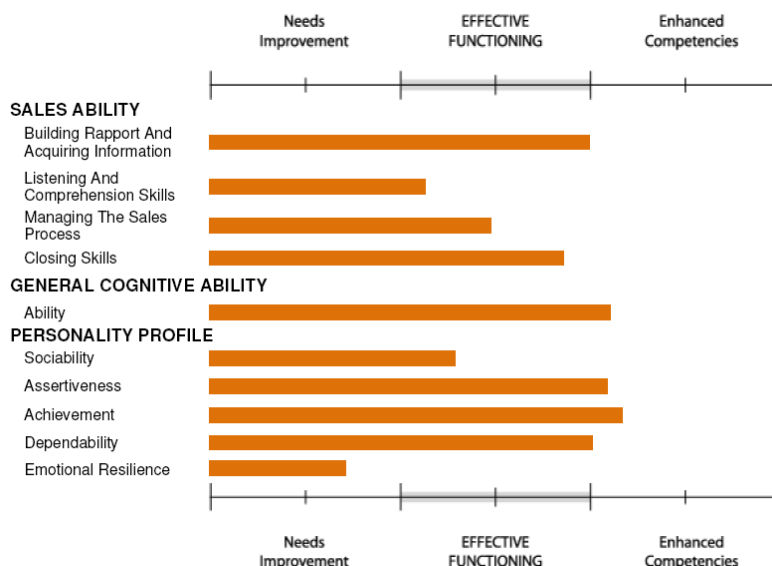 Needs
Improvement
EFFECTIVE
FUNCTIONING
Enhanced
Competencies
SALES ABILITY
Building Rapport And
Acquiring Information
Listening And
Comprehension Skills
Managing The Sales
Process
Closing Skills
GENERAL COGNITIVE ABILITY
Ability
PERSONALITY PROFILE
Sociability
Assertiveness
Achievement
Dependability
Emotional Resilience
Needs
Improvement
EFFECTIVE
FUNCTIONING
Enhanced
Competencies